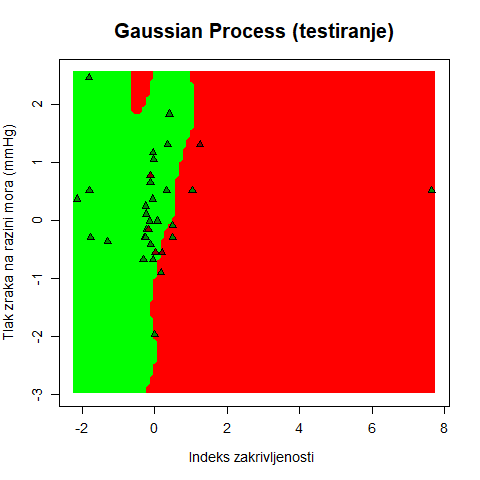 Gaussian Process (testiranje)
Tlak zraka na razini mora (mmHg)
2
1
0
-1
-2
-3
-2 0 2 4 6 8
Indeks zakrivljenosti